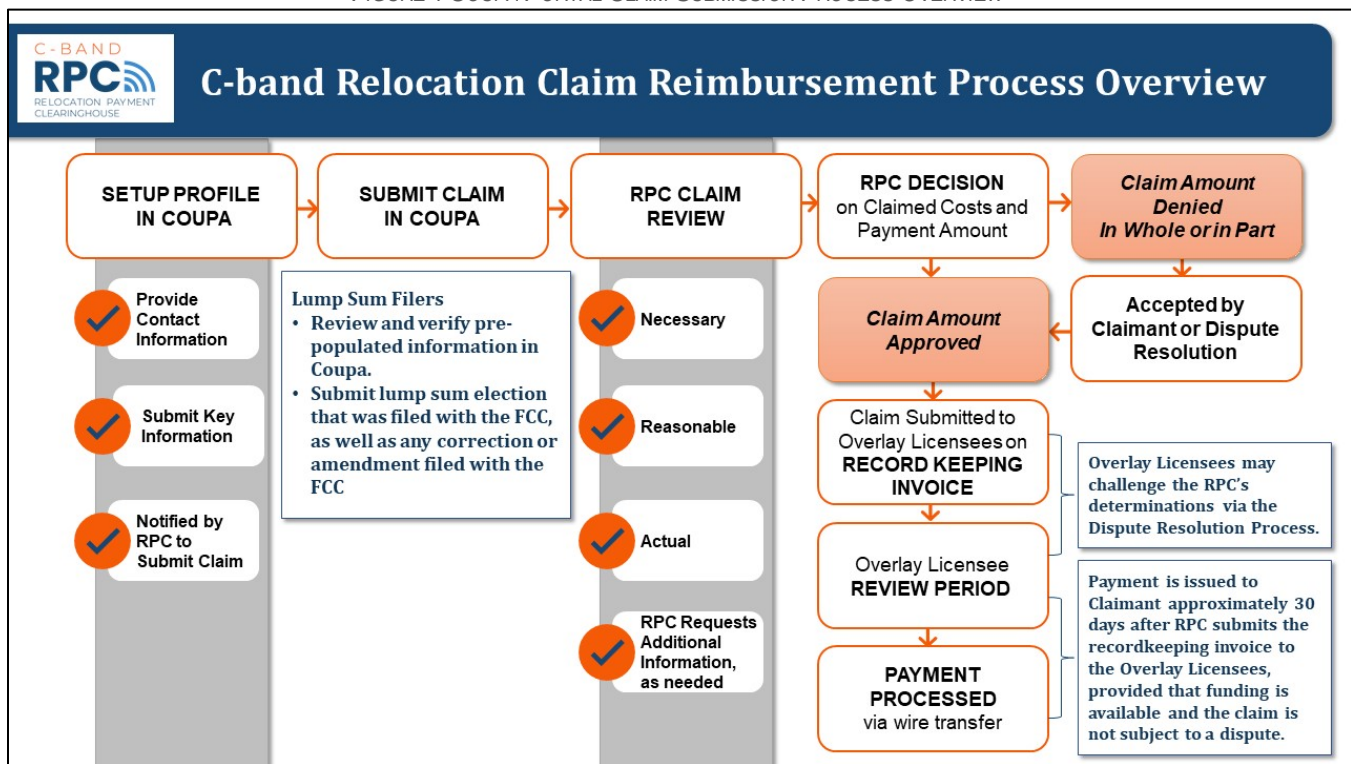 FIGURE 1 COUPA PORTAL CLAIM SUBMISSION PROCESS OVERVIEW
C-BAND
RPC
RELOCATION PAYMENT
CLEARINGHOUSE
C-band Relocation Claim Reimbursement Process Overview
SETUP PROFILE
IN COUPA
SUBMIT CLAIM
IN COUPA
RPC CLAIM
REVIEW
RPC DECISION
on Claimed Costs and
Payment Amount
Claim Amount
Denied
In Whole or in Part
Provide
Contact
Information
Submit Key
Information
Notified by
RPC to
Submit Claim
Lump Sum Filers
• Review and verify pre-
populated information in
Coupa.
• Submit lump sum election
that was filed with the FCC,
as well as any correction or
amendment filed with the
FCC
Necessary
Reasonable
Actual
RPC Requests
Additional
Information,
as needed
Claim Amount
Approved
Accepted by
Claimant or Dispute
Resolution
Claim Submitted to
Overlay Licensees on
RECORD KEEPING
INVOICE
Overlay Licensee
REVIEW PERIOD
PAYMENT
PROCESSED
via wire transfer
Overlay Licensees may
challenge the RPC's
determinations via the
Dispute Resolution Process.
Payment is issued to
Claimant approximately 30
days after RPC submits the
recordkeeping invoice to
the Overlay Licensees,
provided that funding is
available and the claim is
not subject to a dispute.